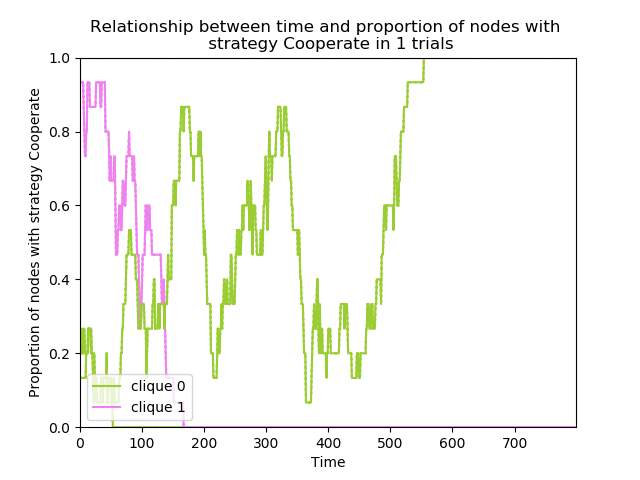 Relationship between time and proportion of nodes with
strategy Cooperate in 1 trials
Proportion of nodes with strategy Cooperate
1.0
0.8
0.6
0.4
0.2
0.0
clique 0
clique 1
0 100 200 300 400 500 600 700
Time